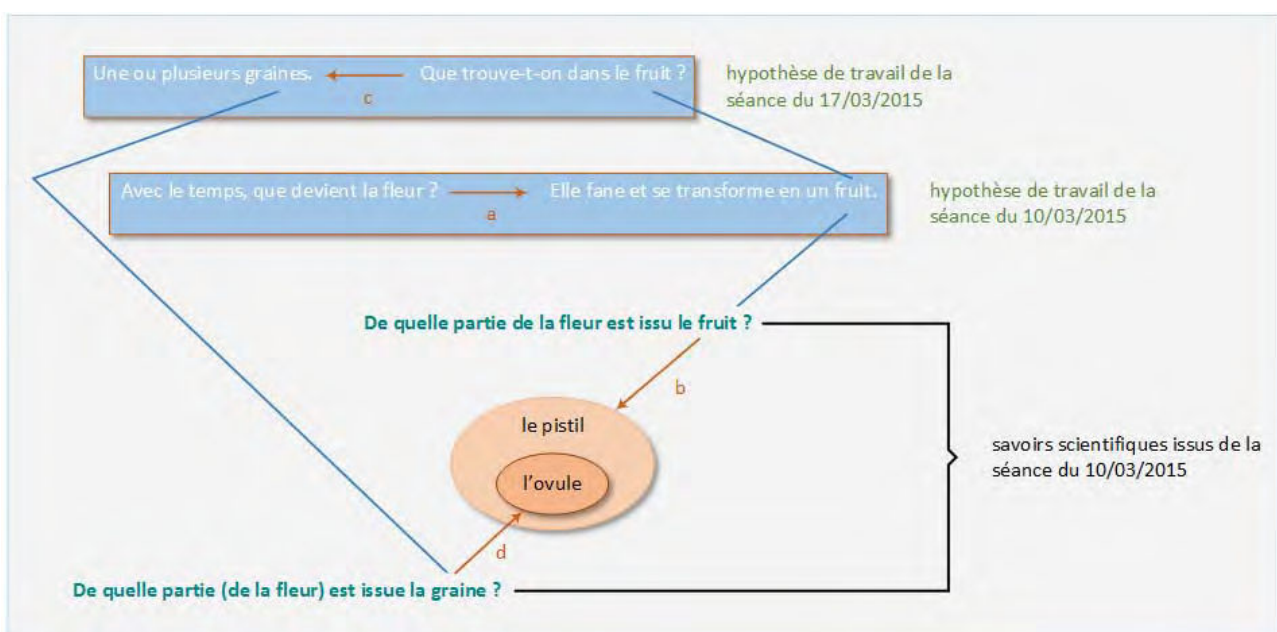 Une ou plusieurs graines. Que trouve-t-on dans le fruit ?
c
hypothèse de travail de la
séance du 17/03/2015
Avec le temps, que devient la fleur ? Elle fane et se transforme en un fruit.
a
hypothèse de travail de la
séance du 10/03/2015
De quelle partie de la fleur est issu le fruit ?
b
le pistil
l'ovule
savoirs scientifiques issus de la
séance du 10/03/2015
d
De quelle partie (de la fleur) est issue la graine ?